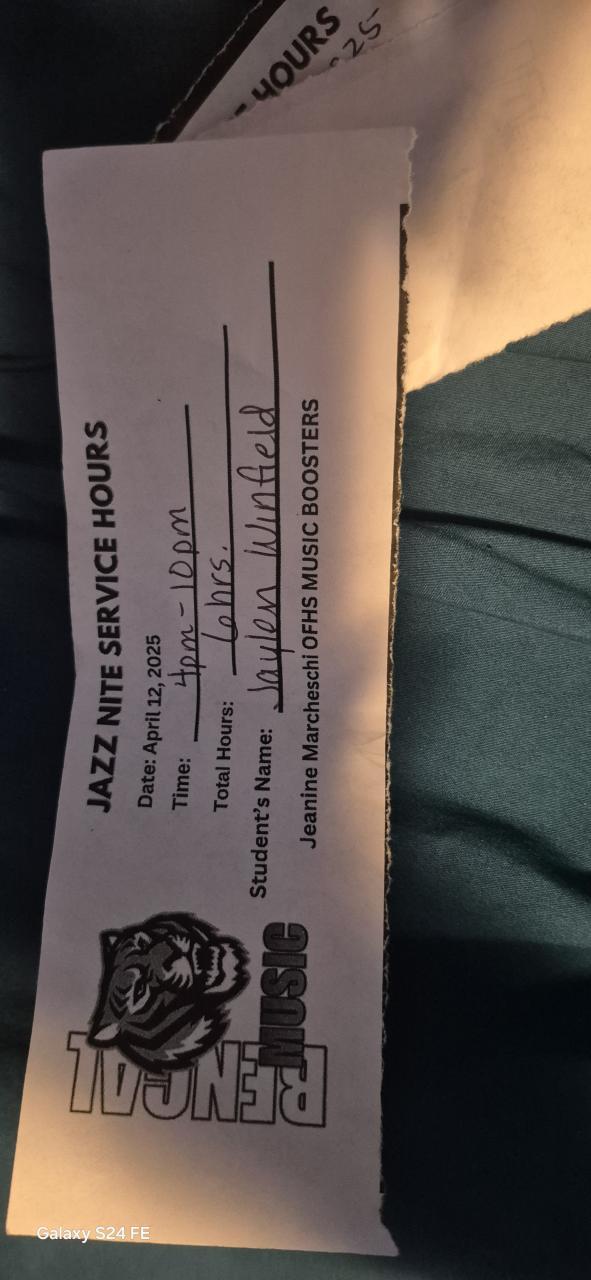 JAZZ NITE SERVICE HOURS
Date: April 12, 2025
Time: 4pm-10pm
Total Hours: 6hrs.
Student's Name: Jaylen Winfield
Jeanine Marcheschi OFHS MUSIC BOOSTERS
BENGAL
MUSIC
HOURS
Galaxy S24 FE